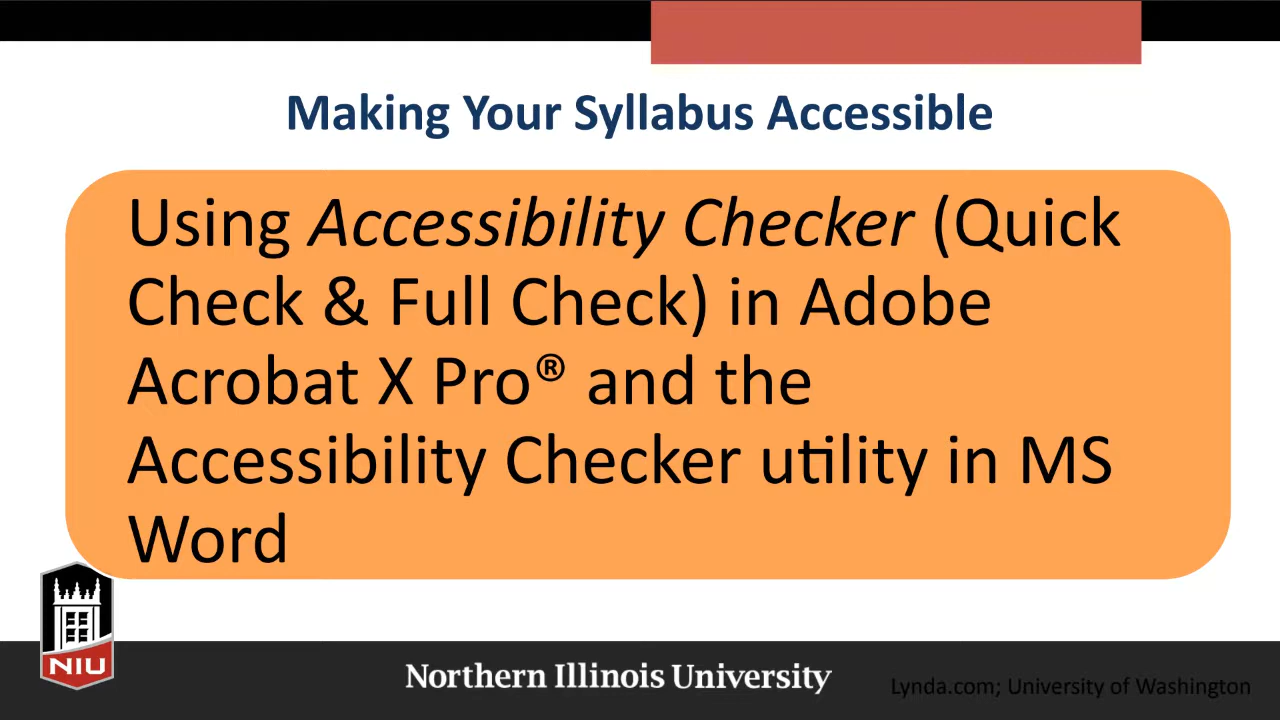 Making Your Syllabus Accessible
Using Accessibility Checker (Quick
Check & Full Check) in Adobe
Acrobat X Pro® and the
Accessibility Checker utility in MS
Word
NIU
Northern Illinois University
Lynda.com; University of Washington